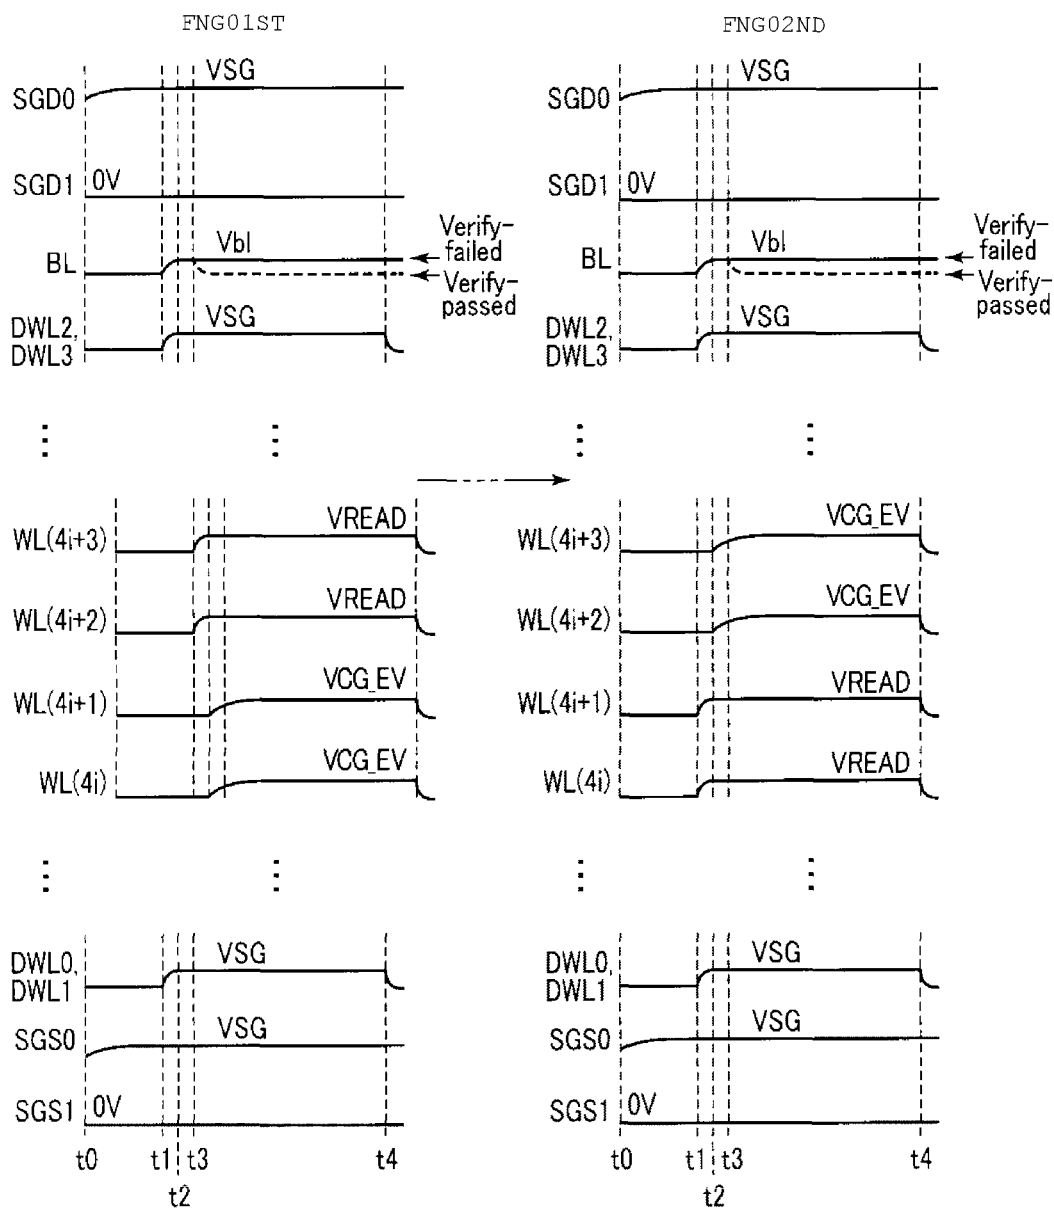 FNG01ST
SGD0
VSG
SGD1
0V
BL
Vbl
Verify-
failed
Verify-
passed
DWL2,
DWL3
VSG
WL(4i+3)
VREAD
WL(4i+2)
VREAD
WL(4i+1)
VCG_EV
WL(4i)
VCG_EV
DWL0,
DWL1
VSG
SGS0
VSG
SGS1
0V
t0
t1
t2
t3
t4
FNG02ND
SGD0
VSG
SGD1
0V
BL
Vbl
Verify-
failed
Verify-
passed
DWL2,
DWL3
VSG
WL(4i+3)
VCG_EV
WL(4i+2)
VCG_EV
WL(4i+1)
VREAD
WL(4i)
VREAD
DWL0,
DWL1
VSG
SGS0
VSG
SGS1
0V
t0
t1
t2
t3
t4